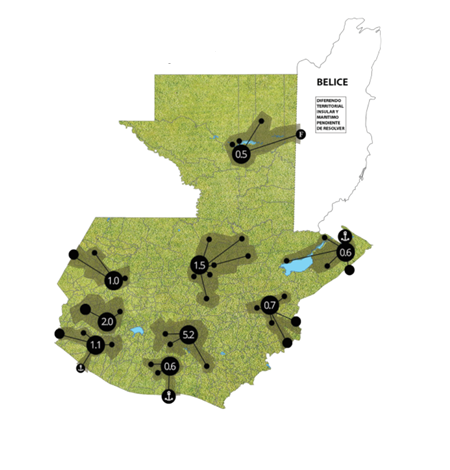 BELICE
DIFERENDO
TERRITORIAL
INSULAR Y
MARÍTIMO
PENDIENTE
DE RESOLVER
F
0.5
0.6
1.5
1.0
0.7
2.0
5.2
1.1
0.6